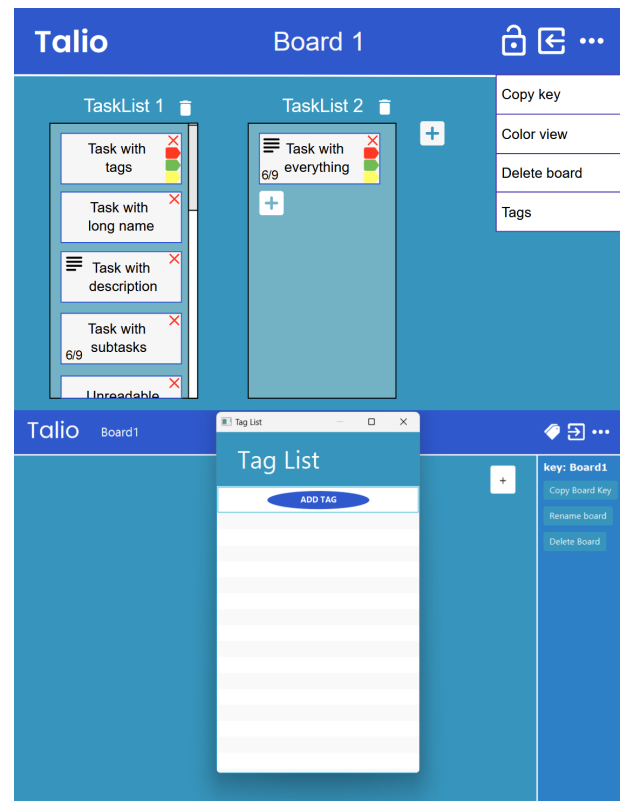 Talio
Board 1
Copy key
Color view
Delete board
Tags
TaskList 1
TaskList 2
Task with
tags
Task with
long name
Task with
description
Task with
subtasks
6/9
Unreadable
Task with
everything
6/9
+
+
Talio
Board1
Tag List
Tag List
ADD TAG
+
key: Board1
Copy Board Key
Rename board
Delete Board